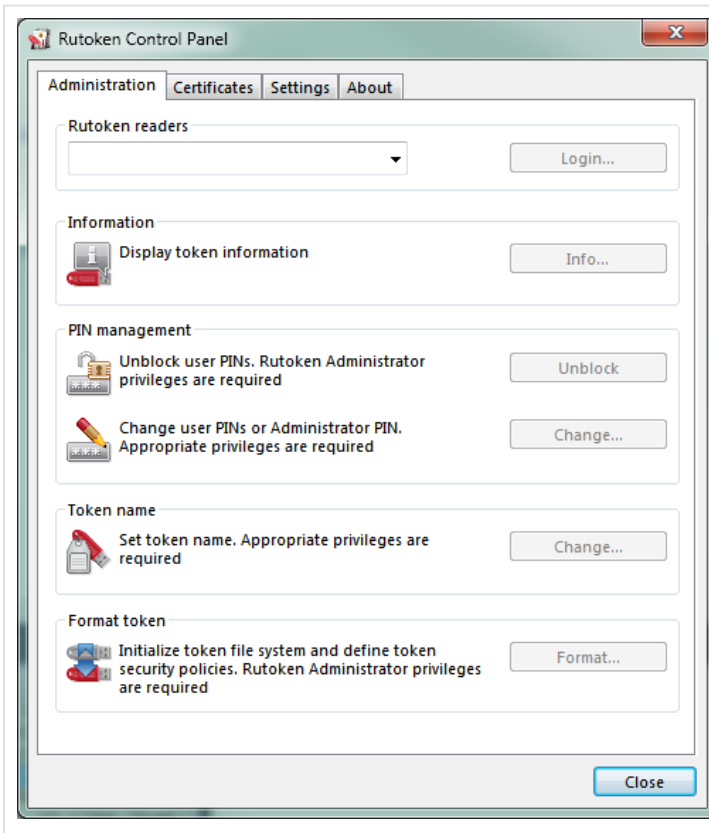 Rutoken Control Panel
Administration Certificates Settings About
Rutoken readers
Login...
Information
Display token information
Info...
PIN management
Unblock user PINs. Rutoken Administrator
privileges are required
Unblock
Change user PINs or Administrator PIN.
Appropriate privileges are required
Change...
Token name
Set token name. Appropriate privileges are
required
Change...
Format token
Initialize token file system and define token
security policies. Rutoken Administrator privileges
are required
Format...
Close